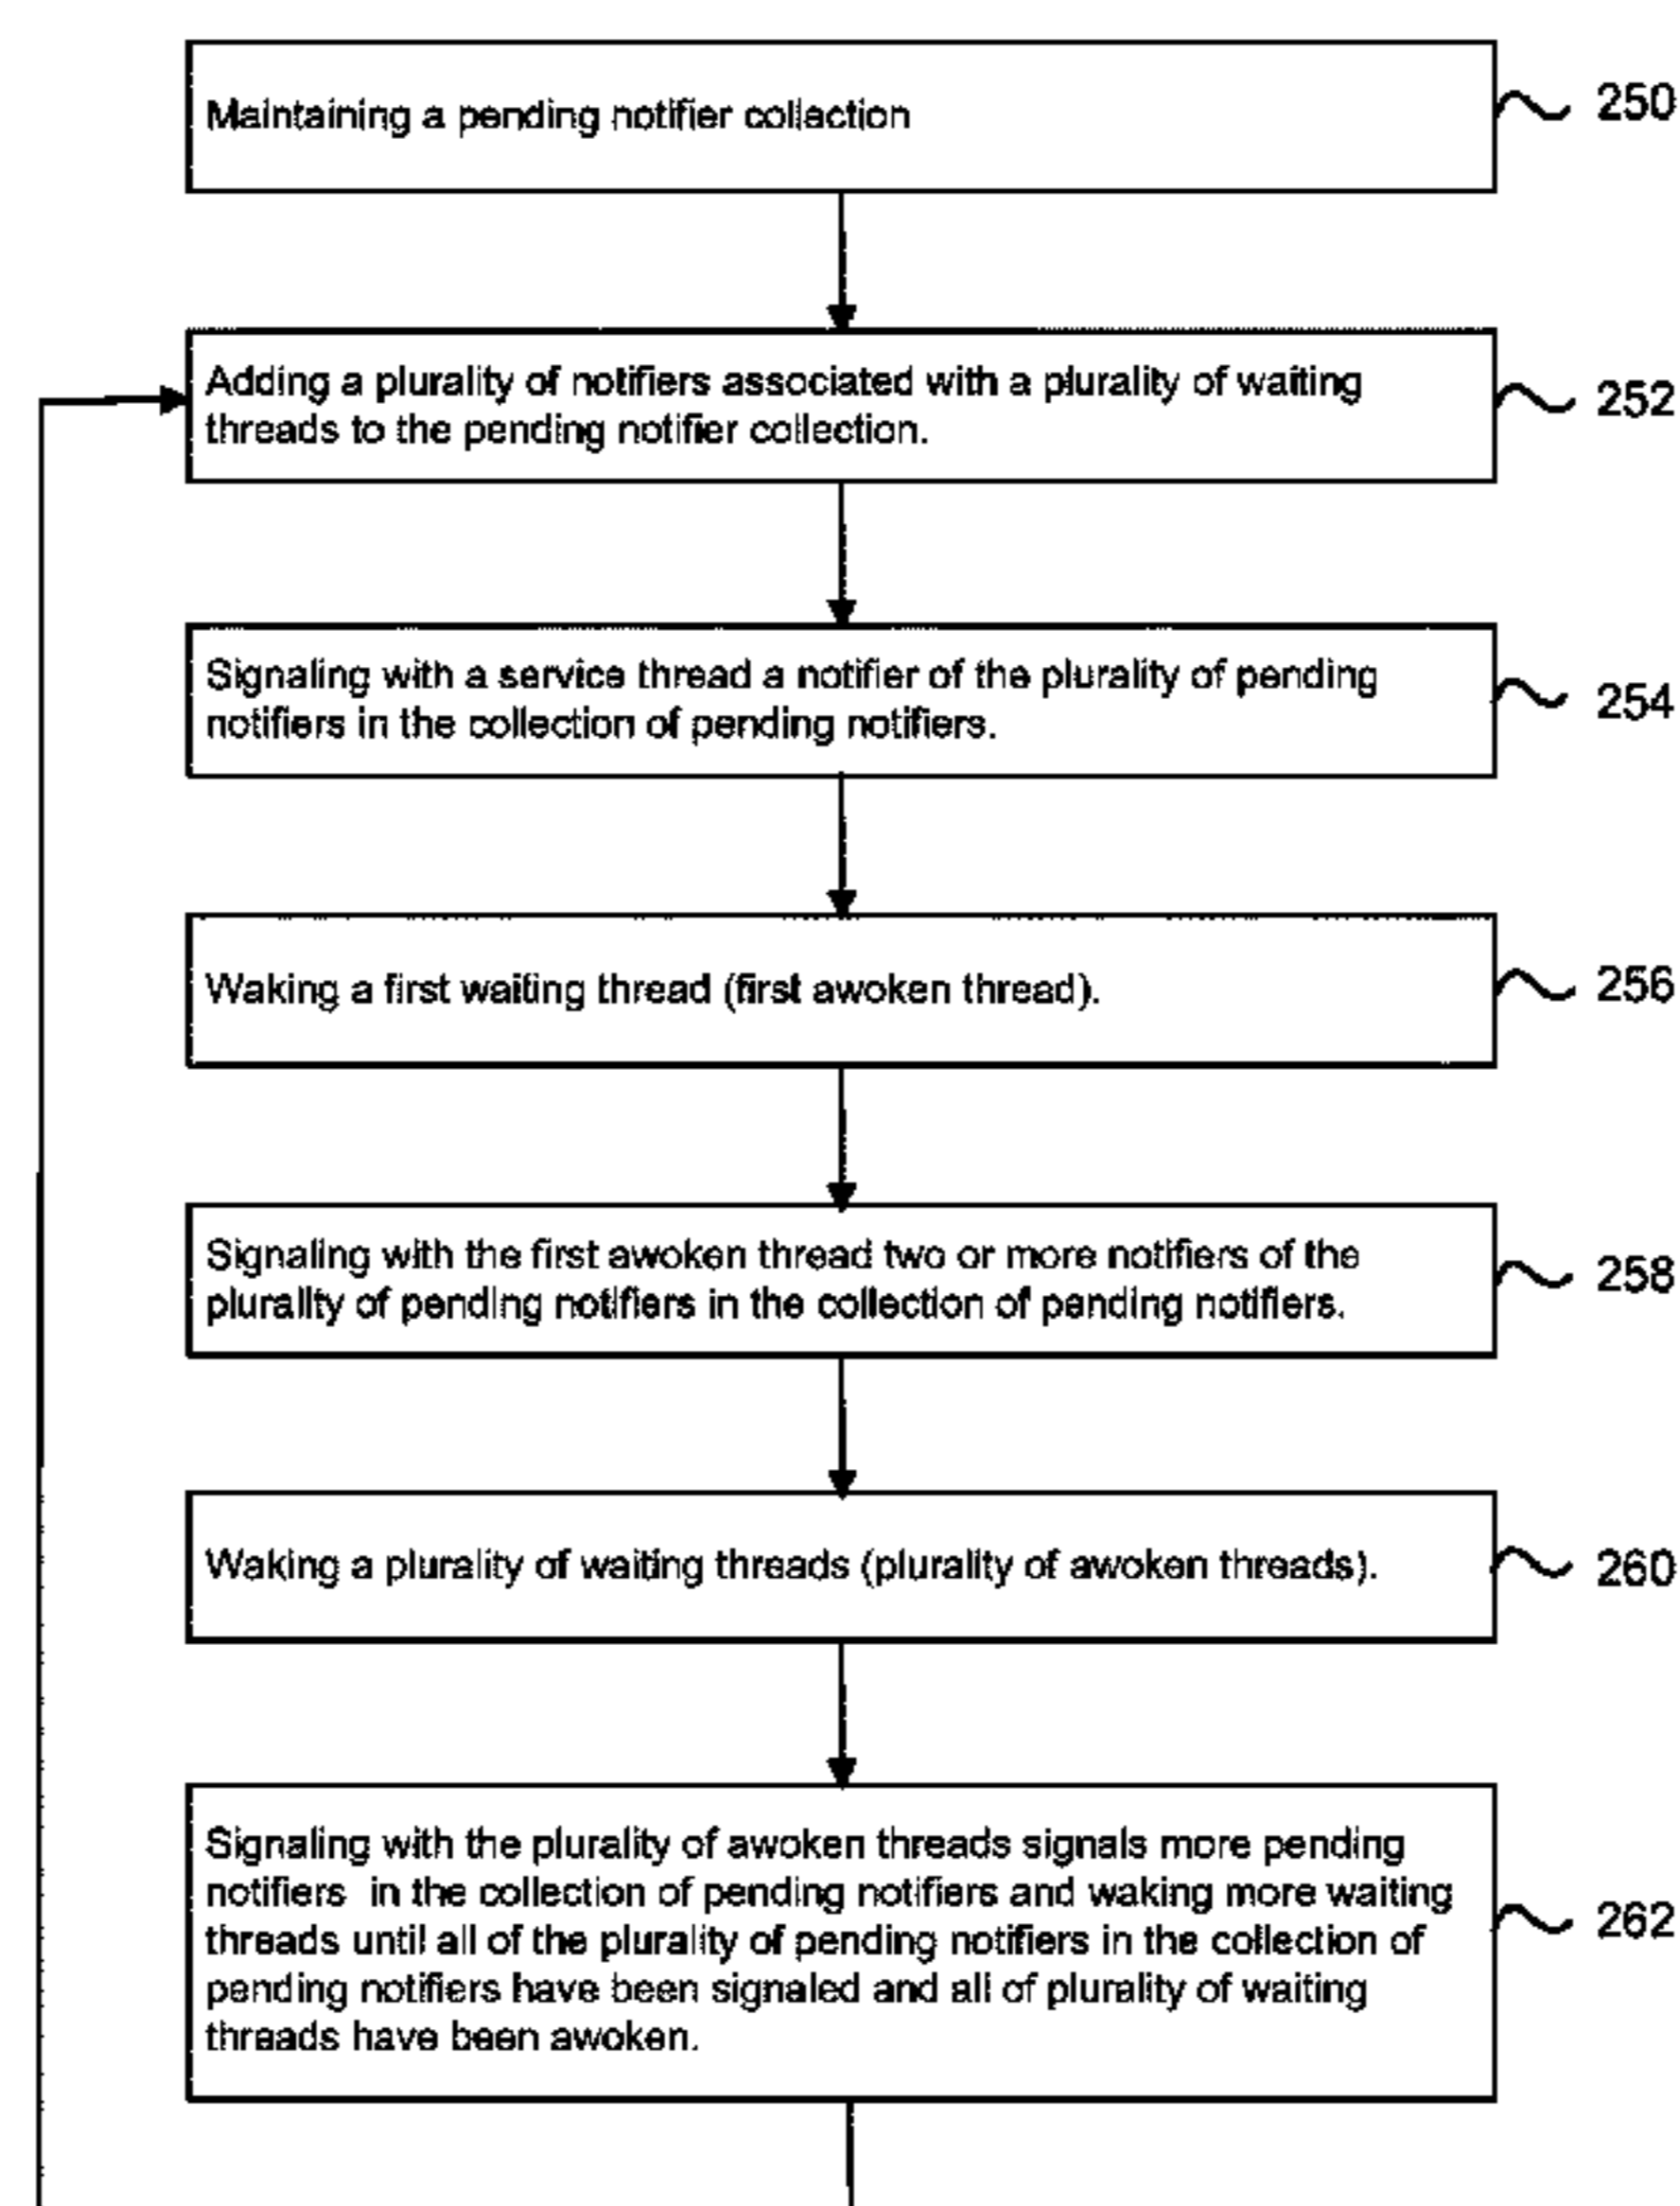 Maintaining a pending notifier collection
250
Adding a plurality of notifiers associated with a plurality of waiting
threads to the pending notifier collection.
252
Signaling with a service thread a notifier of the plurality of pending
notifiers in the collection of pending notifiers.
254
Waking a first waiting thread (first awoken thread).
256
Signaling with the first awoken thread two or more notifiers of the
plurality of pending notifiers in the collection of pending notifiers.
258
Waking a plurality of waiting threads (plurality of awoken threads).
260
Signaling with the plurality of awoken threads signals more pending
notifiers in the collection of pending notifiers and waking more waiting
threads until all of the plurality of pending notifiers in the collection of
pending notifiers have been signaled and all of plurality of waiting
threads have been awoken.
262